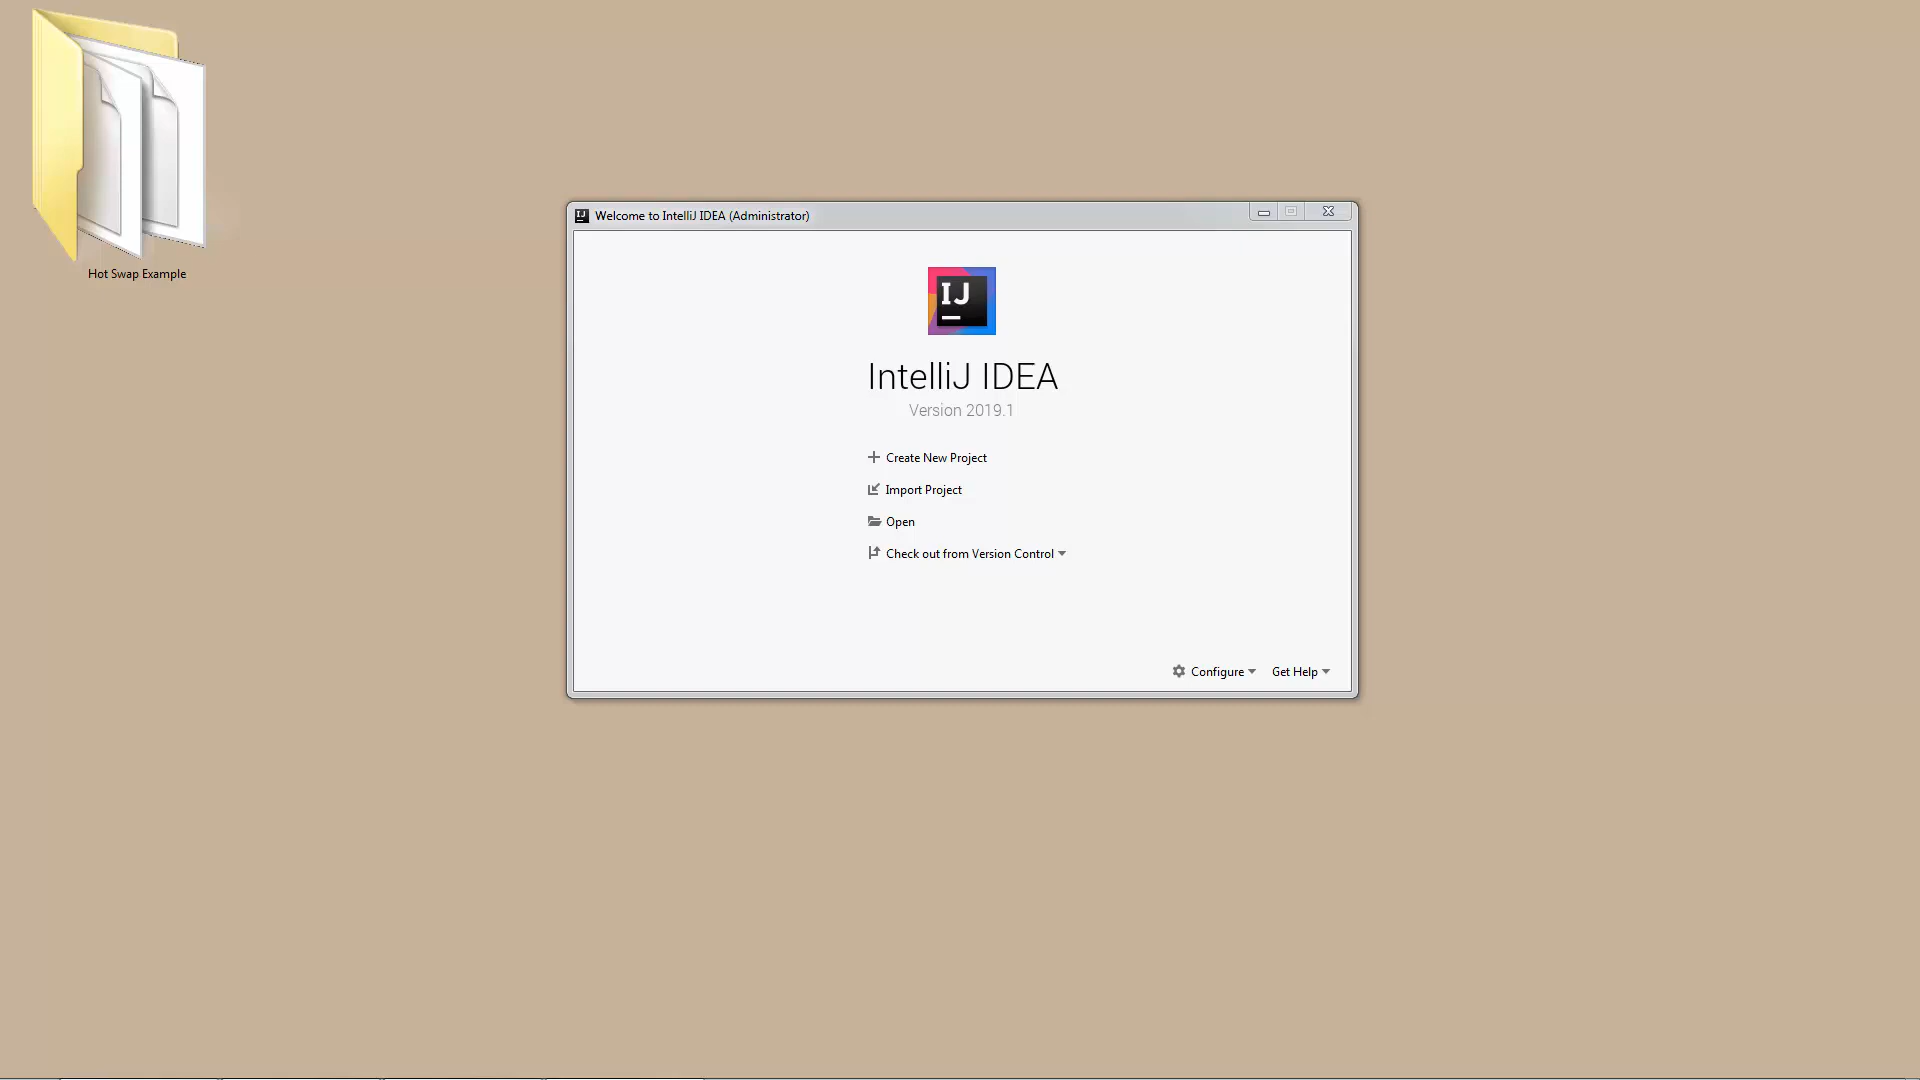 Hot Swap Example
Welcome to IntelliJ IDEA (Administrator)
IJ
IntelliJ IDEA
Version 2019.1
Create New Project
Import Project
Open
Check out from Version Control
Configure
Get Help